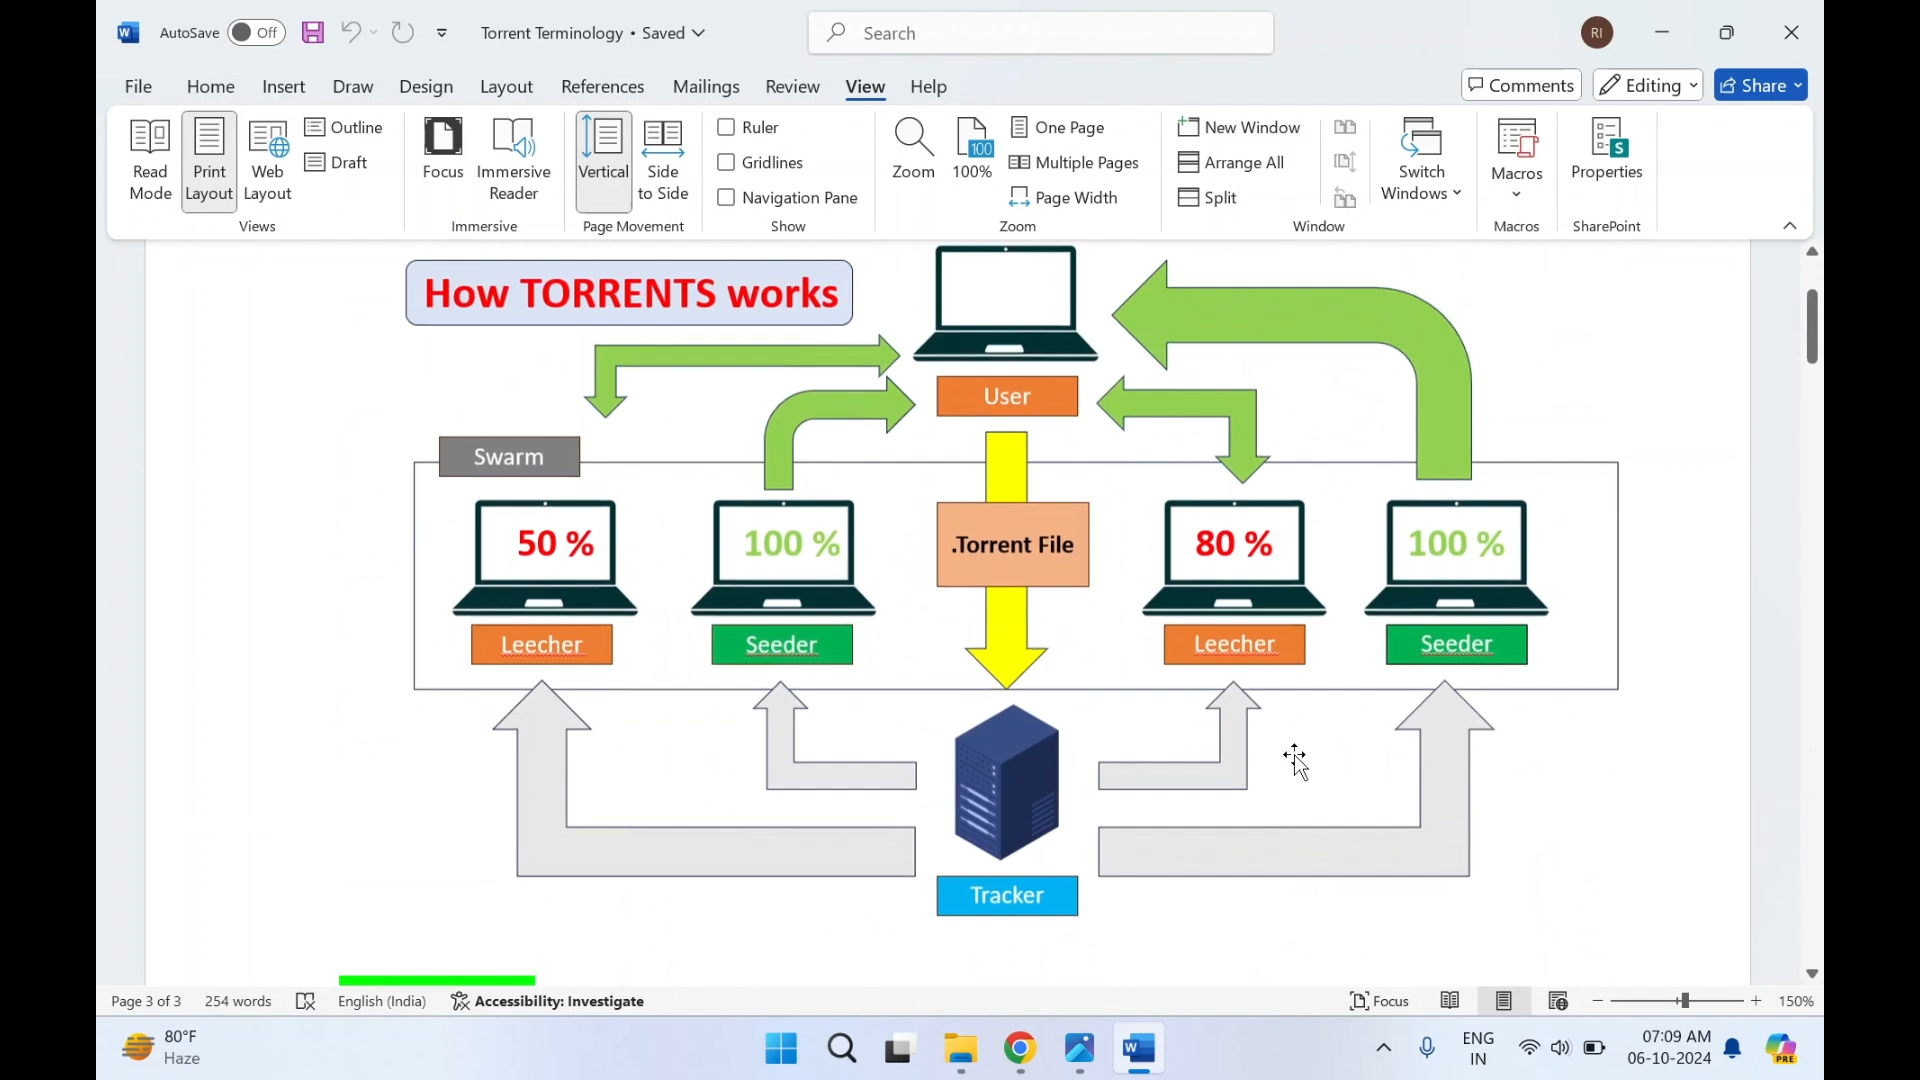 AutoSave Off Torrent Terminology • Saved Search RI
File Home Insert Draw Design Layout References Mailings Review View Help Comments Editing Share
Read Mode
Print Layout
Web Layout
Outline
Draft
Views
Focus
Immersive Reader
Immersive
Vertical
Side to Side
Page Movement
Ruler
Gridlines
Navigation Pane
Show
Zoom
100
100%
One Page
Multiple Pages
Page Width
Zoom
New Window
Arrange All
Split
Switch Windows
Window
Macros
Macros
S
Properties
SharePoint
How TORRENTS works
User
Swarm
50 %
100 %
.Torrent File
80 %
100 %
Leecher
Seeder
Leecher
Seeder
Tracker
Page 3 of 3 254 words English (India) Accessibility: Investigate Focus 150%
80°F
Haze
ENG
IN
07:09 AM
06-10-2024
PRE